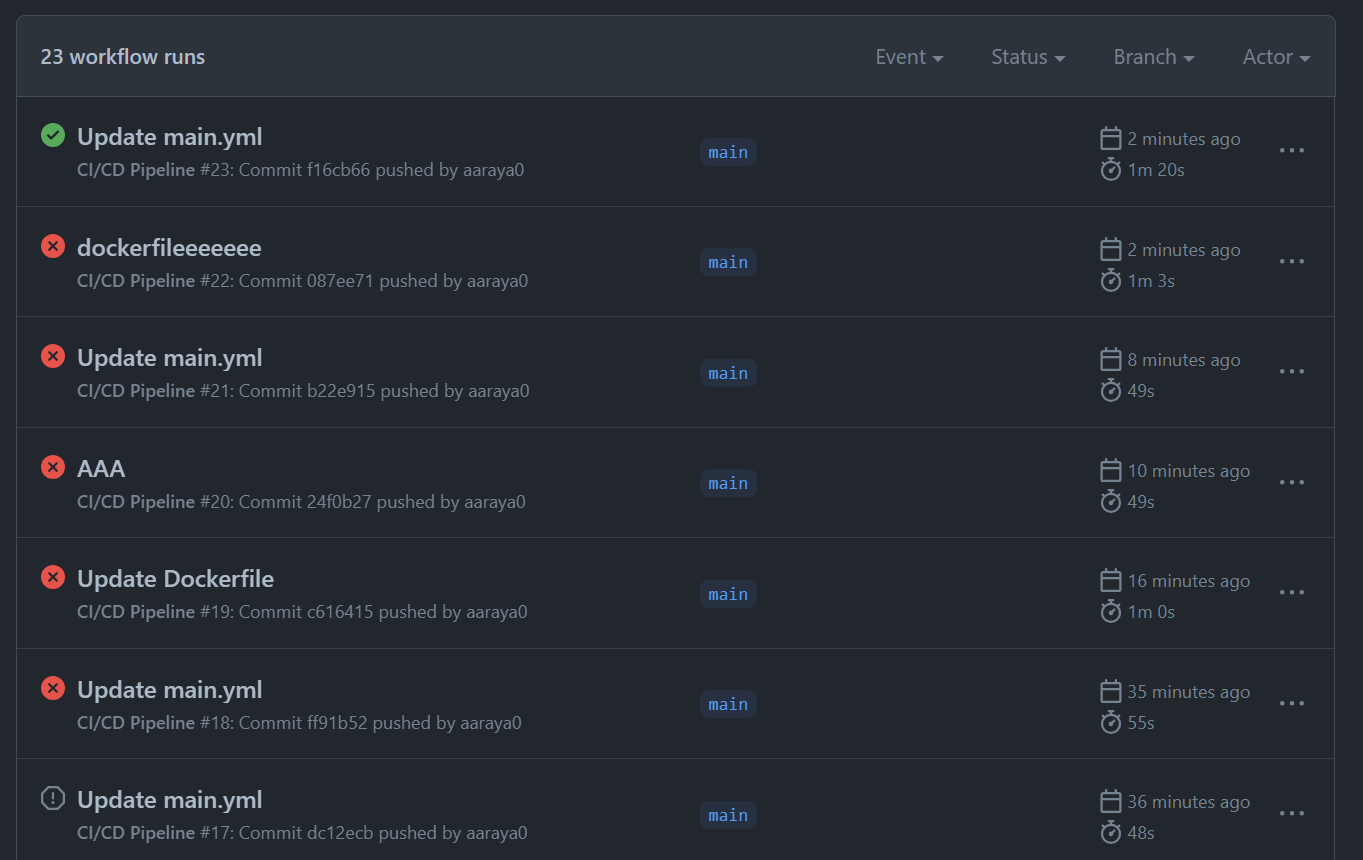 23 workflow runs
Event
Status
Branch
Actor
Update main.yml
CI/CD Pipeline #23: Commit f16cb66 pushed by aaraya0
main
2 minutes ago
1m 20s
dockerfileeeeeee
CI/CD Pipeline #22: Commit 087ee71 pushed by aaraya0
main
2 minutes ago
1m 3s
Update main.yml
CI/CD Pipeline #21: Commit b22e915 pushed by aaraya0
main
8 minutes ago
49s
AAA
CI/CD Pipeline #20: Commit 24f0b27 pushed by aaraya0
main
10 minutes ago
49s
Update Dockerfile
CI/CD Pipeline #19: Commit c616415 pushed by aaraya0
main
16 minutes ago
1m 0s
Update main.yml
CI/CD Pipeline #18: Commit ff91b52 pushed by aaraya0
main
35 minutes ago
55s
Update main.yml
CI/CD Pipeline #17: Commit dc12ecb pushed by aaraya0
main
36 minutes ago
48s